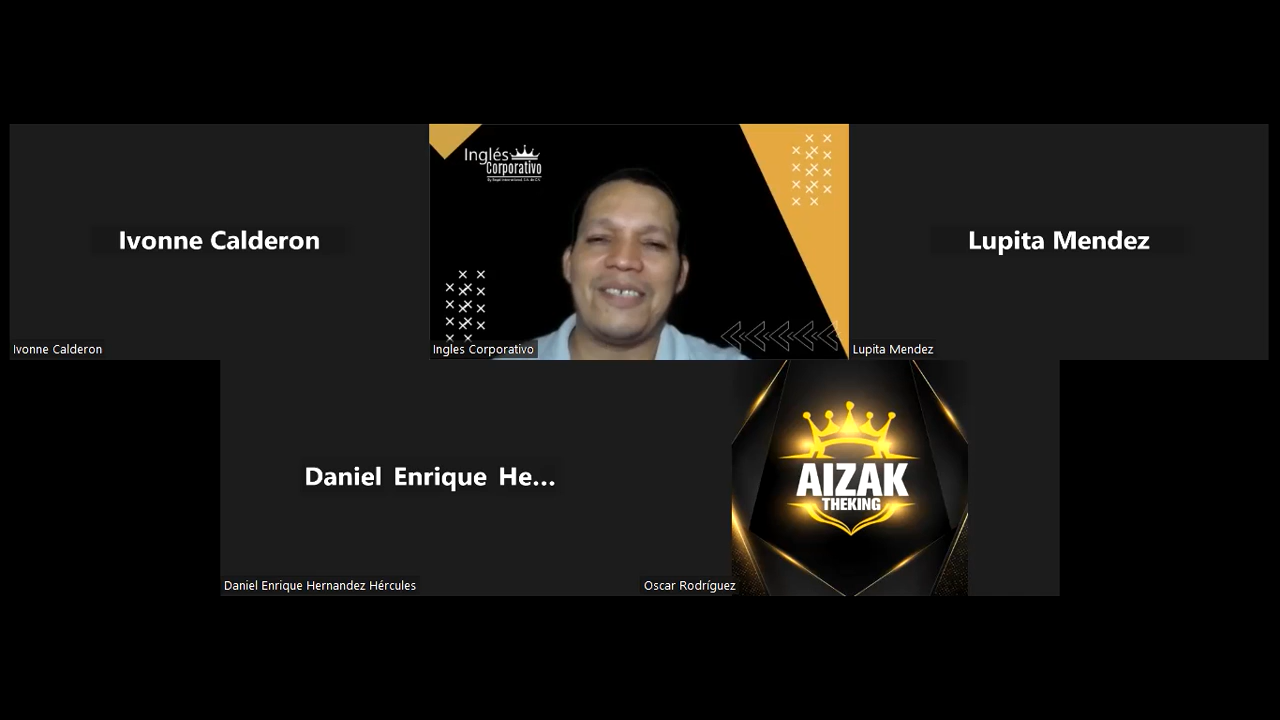 Inglés
Corporativo
Ivonne Calderon
Lupita Mendez
Ivonne Calderon
Ingles Corporativo
Lupita Mendez
Daniel Enrique He...
AIZAK
THEKING
Daniel Enrique Hernandez Hércules
Oscar Rodríguez